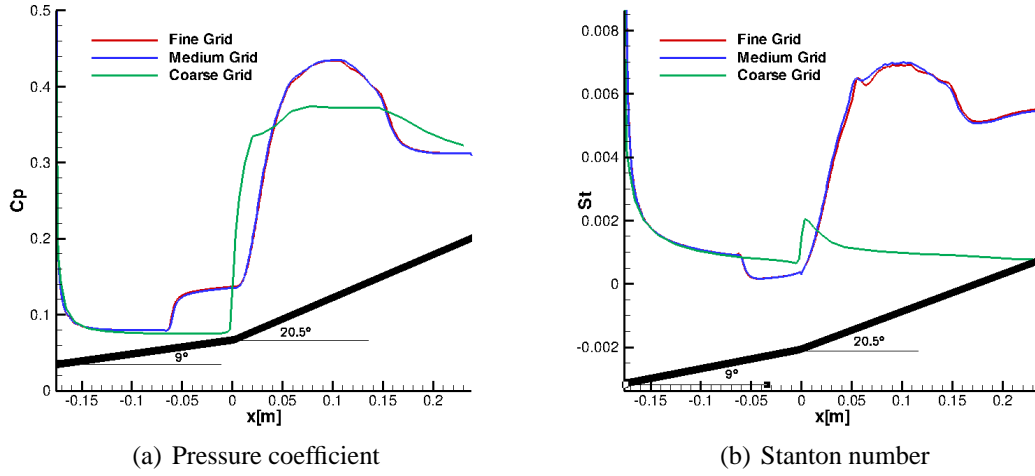 0.5
0.4
0.3
0.2
0.1
0
Cp
Fine Grid
Medium Grid
Coarse Grid
20.5°
9°
-0.15 -0.1 -0.05 0 0.05 0.1 0.15 0.2
x[m]
(a) Pressure coefficient
0.008
0.006
0.004
0.002
0
-0.002
St
Fine Grid
Medium Grid
Coarse Grid
20.5°
9°
-0.15 -0.1 -0.05 0 0.05 0.1 0.15 0.2
x[m]
(b) Stanton number